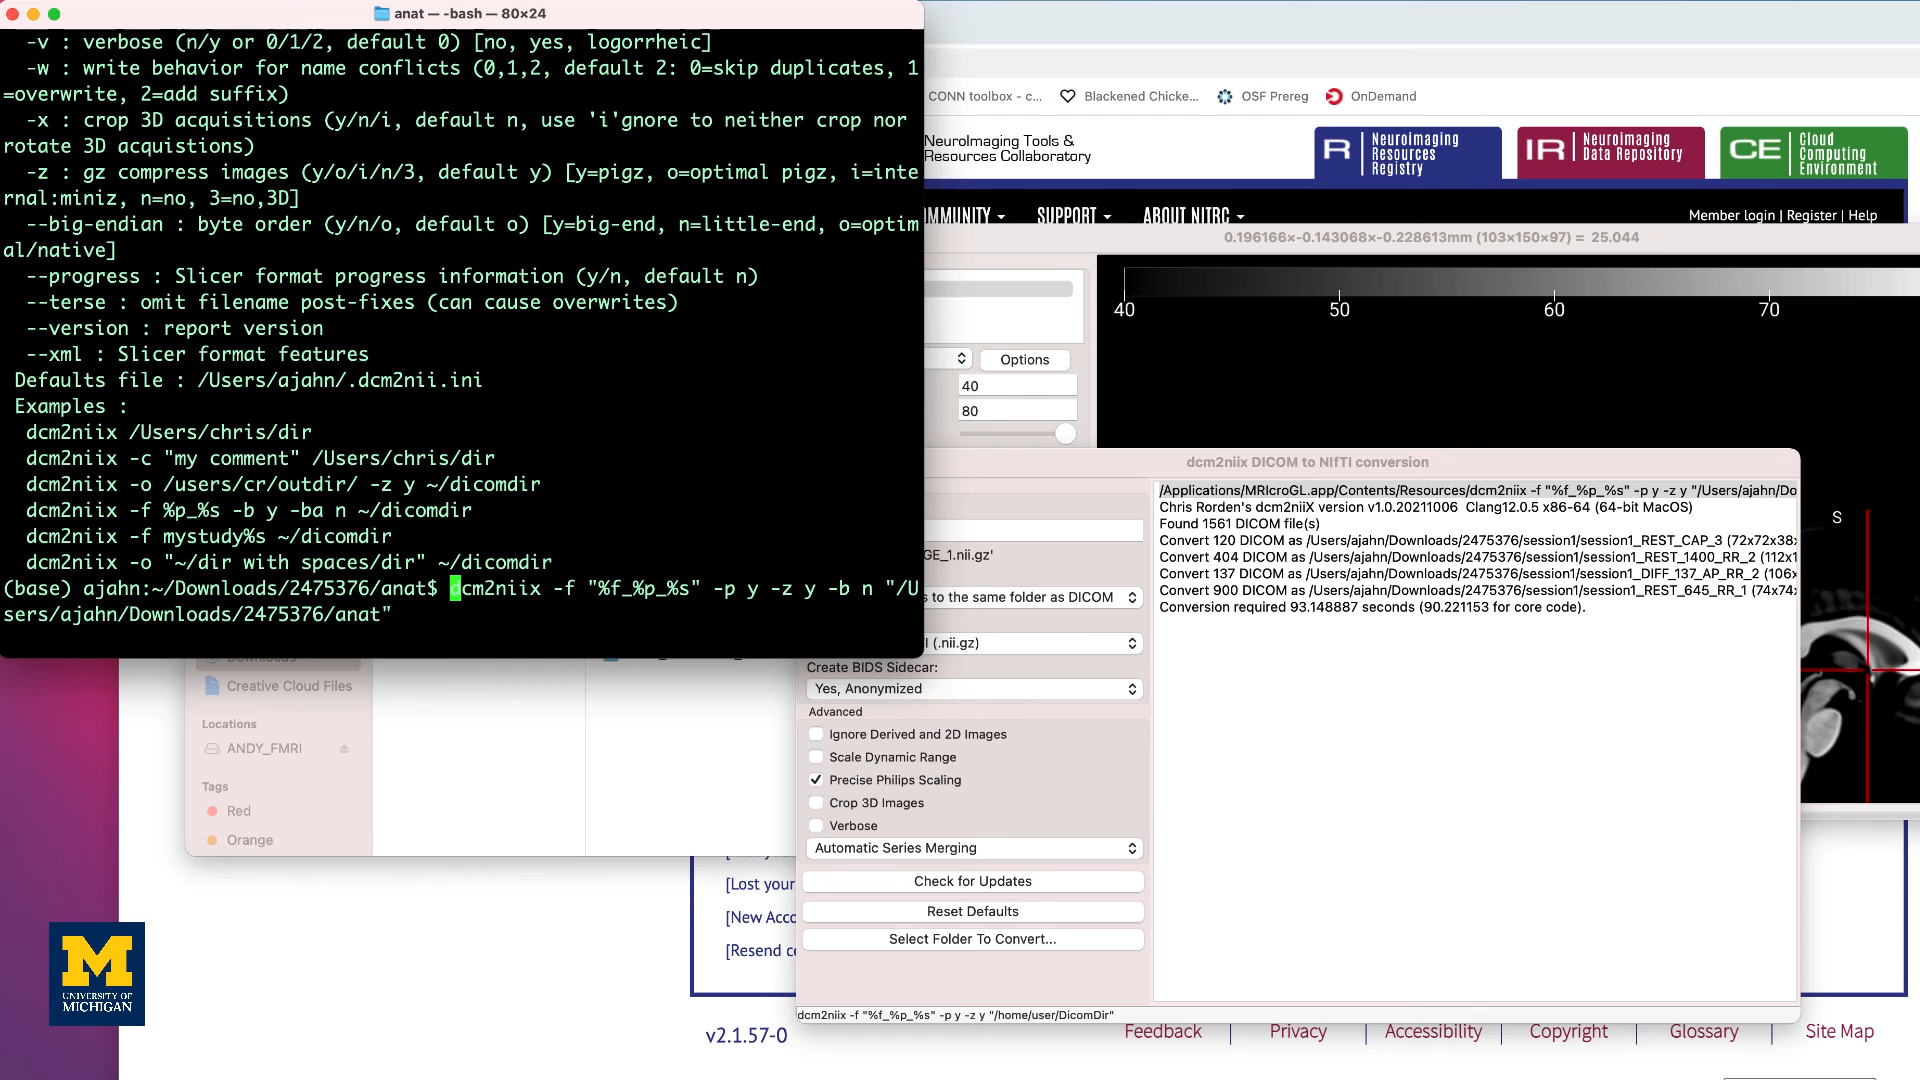 anat — -bash — 80×24
-v : verbose (n/y or 0/1/2, default 0) [no, yes, logorrheic]
-w : write behavior for name conflicts (0,1,2, default 2: 0=skip duplicates, 1
=overwrite, 2=add suffix)
-x : crop 3D acquisitions (y/n/i, default n, use 'i'gnore to neither crop nor
rotate 3D acquistions)
-z : gz compress images (y/o/i/n/3, default y) [y=pigz, o=optimal pigz, i=inte
rnal:miniz, n=no, 3=no,3D]
--big-endian : byte order (y/n/o, default o) [y=big-end, n=little-end, o=optim
al/native]
--progress : Slicer format progress information (y/n, default n)
--terse : omit filename post-fixes (can cause overwrites)
--version : report version
--xml : Slicer format features
Defaults file : /Users/ajahn/.dcm2nii.ini
Examples :
dcm2niix /Users/chris/dir
dcm2niix -c "my comment" /Users/chris/dir
dcm2niix -o /users/cr/outdir/ -z y ~/dicomdir
dcm2niix -f %p_%s -b y -ba n ~/dicomdir
dcm2niix -f mystudy%s ~/dicomdir
dcm2niix -o "~/dir with spaces/dir" ~/dicomdir
(base) ajahn:~/Downloads/2475376/anat$ dcm2niix -f "%f_%p_%s" -p y -z y -b n "/U
sers/ajahn/Downloads/2475376/anat"
CONN toolbox - c...
Blackened Chicke...
OSF Prereg
OnDemand
NeuroImaging Tools &
Resources Collaboratory
R Neuroimaging
Resources
Registry
IR Neuroimaging
Data Repository
CE Cloud
Computing
Environment
OMMUNITY
SUPPORT
ABOUT NITRC
Member login | Register | Help
0.196166×-0.143068×-0.228613mm (103×150×97) = 25.044
40 50 60 70
Options
40
80
S
dcm2niix DICOM to NIfTI conversion
GE_1.nii.gz'
s to the same folder as DICOM
I (.nii.gz)
Create BIDS Sidecar:
Yes, Anonymized
Advanced
Ignore Derived and 2D Images
Scale Dynamic Range
Precise Philips Scaling
Crop 3D Images
Verbose
Automatic Series Merging
Check for Updates
Reset Defaults
Select Folder To Convert...
/Applications/MRIcroGL.app/Contents/Resources/dcm2niix -f "%f_%p_%s" -p y -z y "/Users/ajahn/Do
Chris Rorden's dcm2niiX version v1.0.20211006 Clang12.0.5 x86-64 (64-bit MacOS)
Found 1561 DICOM file(s)
Convert 120 DICOM as /Users/ajahn/Downloads/2475376/session1/session1_REST_CAP_3 (72x72x38x
Convert 404 DICOM as /Users/ajahn/Downloads/2475376/session1/session1_REST_1400_RR_2 (112x1
Convert 137 DICOM as /Users/ajahn/Downloads/2475376/session1/session1_DIFF_137_AP_RR_2 (106x
Convert 900 DICOM as /Users/ajahn/Downloads/2475376/session1/session1_REST_645_RR_1 (74x74x
Conversion required 93.148887 seconds (90.221153 for core code).
dcm2niix -f "%f_%p_%s" -p y -z y "/home/user/DicomDir"
Downloads
Creative Cloud Files
Locations
ANDY_FMRI
Tags
Red
Orange
[Lost your
[New Acco
[Resend co
v2.1.57-0
Feedback | Privacy | Accessibility | Copyright | Glossary | Site Map
M
UNIVERSITY OF
MICHIGAN